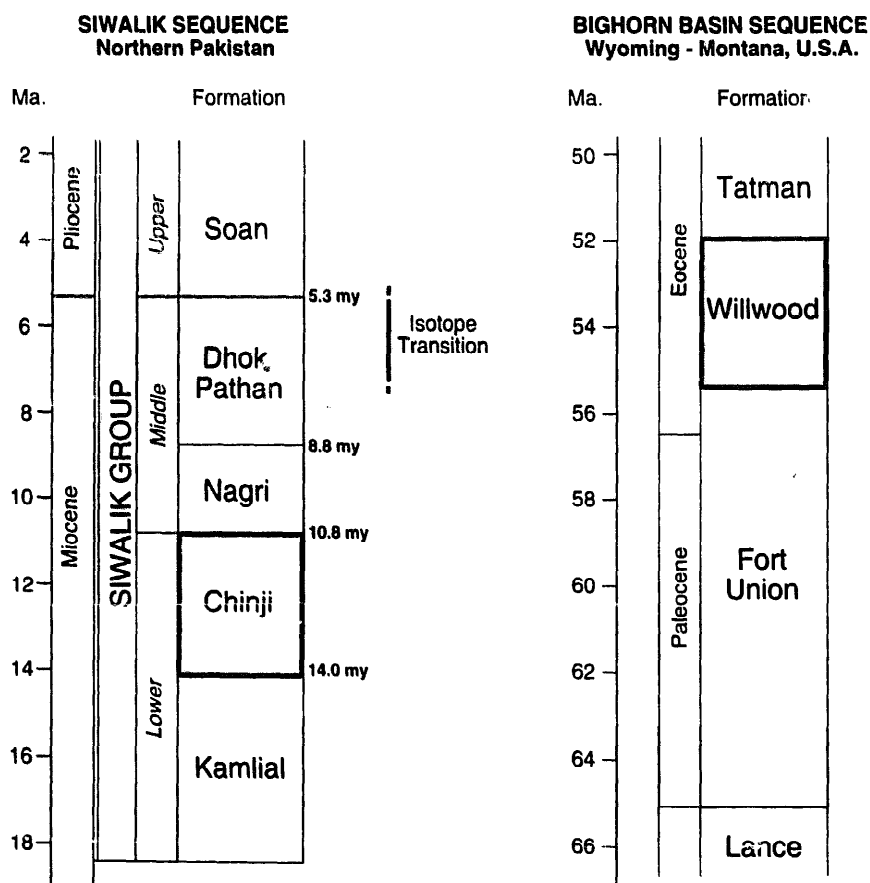 SIWALIK SEQUENCE
Northern Pakistan
Ma.
Formation
2
4
6
8
10
12
14
16
18
Pliocene
Miocene
SIWALIK GROUP
Upper
Middle
Lower
Soan
5.3 my
Dhok
Pathan
8.8 my
Nagri
10.8 my
Chinji
14.0 my
Kamlial
Isotope
Transition
BIGHORN BASIN SEQUENCE
Wyoming - Montana, U.S.A.
Ma.
Formation
50
52
54
56
58
60
62
64
66
Eocene
Paleocene
Tatman
Willwood
Fort
Union
Lance